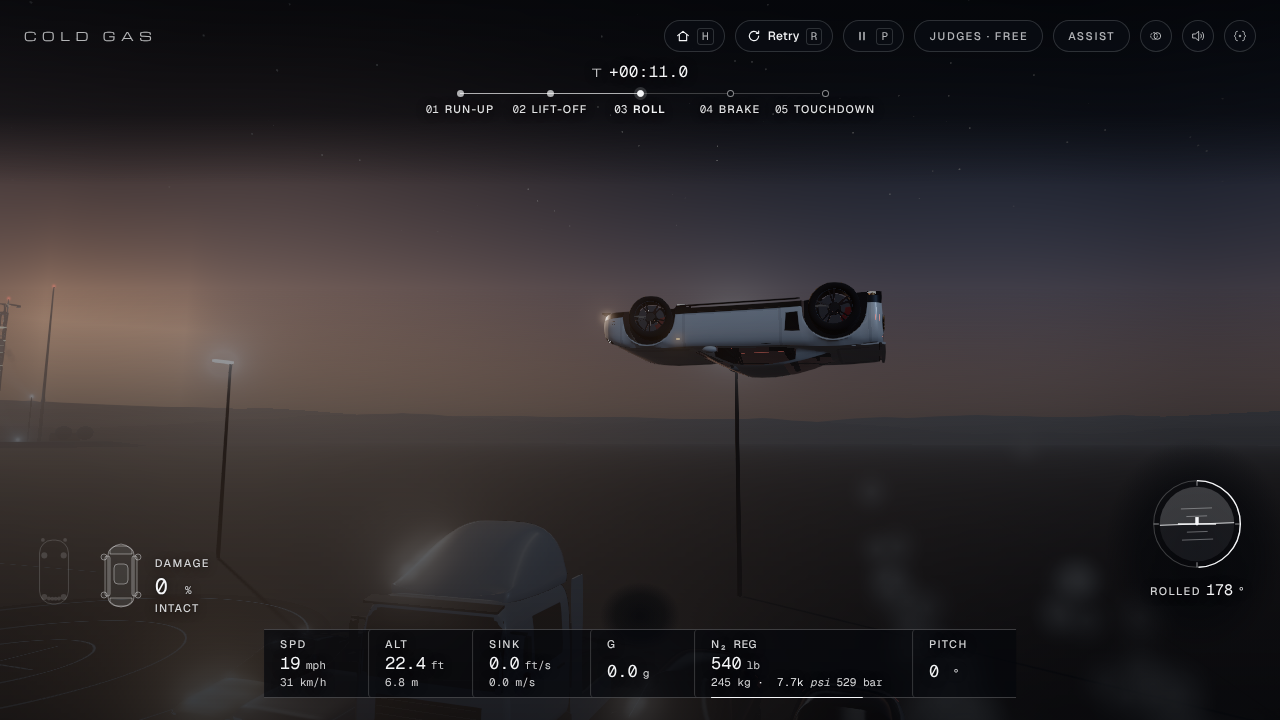 COLD GAS
H
Retry R
P
JUDGES · FREE
ASSIST
T +00:11.0
01 RUN-UP
02 LIFT-OFF
03 ROLL
04 BRAKE
05 TOUCHDOWN
DAMAGE
0 %
INTACT
ROLLED 178 °
SPD
19 mph
31 km/h
ALT
22.4 ft
6.8 m
SINK
0.0 ft/s
0.0 m/s
G
0.0 g
N₂ REG
540 lb
245 kg · 7.7k psi 529 bar
PITCH
0 °